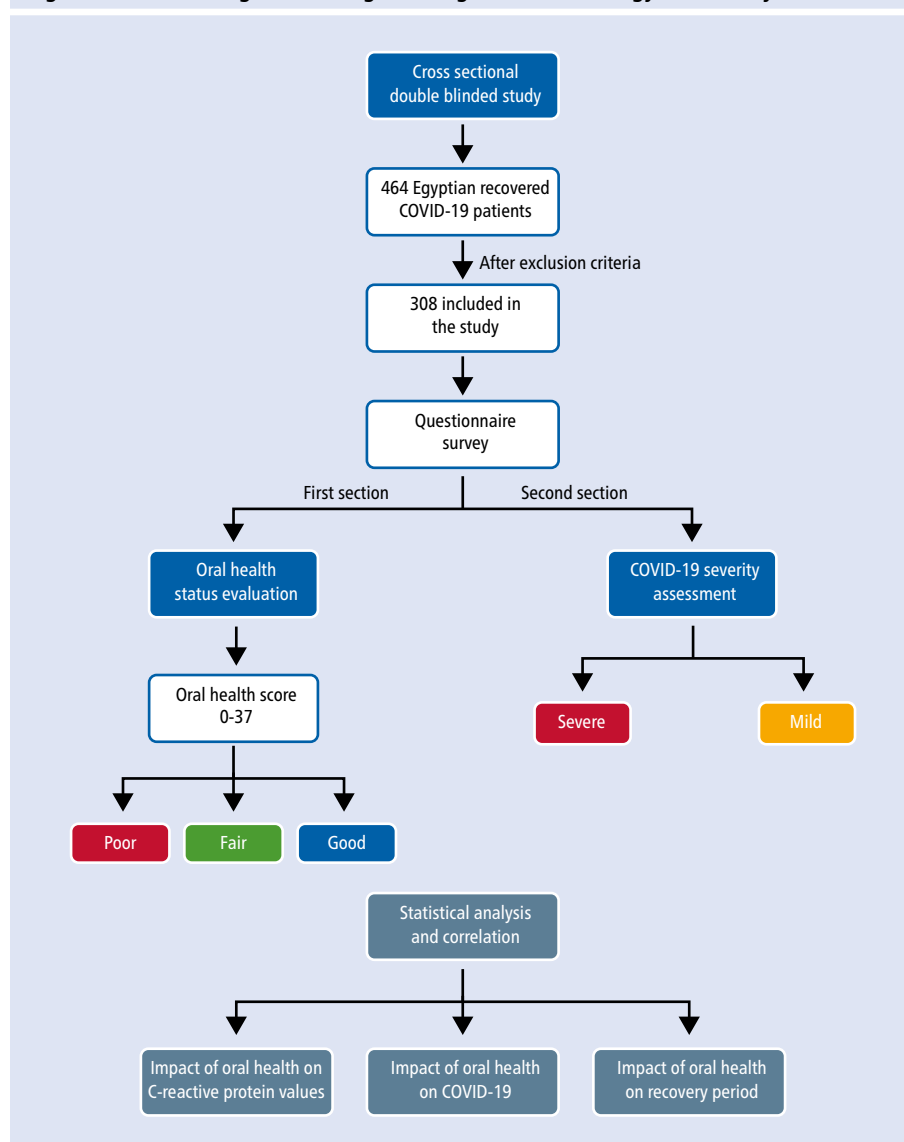 Cross sectional
double blinded study
464 Egyptian recovered
COVID-19 patients
After exclusion criteria
308 included in
the study
Questionnaire
survey
First section
Second section
Oral health
status evaluation
COVID-19 severity
assessment
Oral health score
0-37
Severe
Mild
Poor
Fair
Good
Statistical analysis
and correlation
Impact of oral health on
C-reactive protein values
Impact of oral health
on COVID-19
Impact of oral health
on recovery period